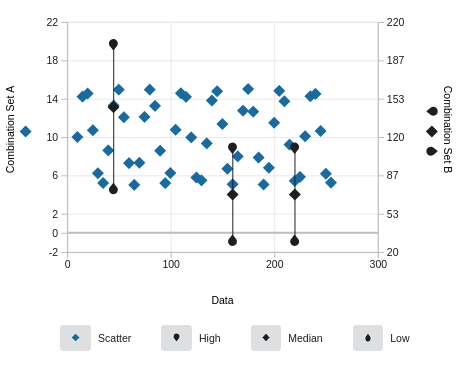 22
18
14
10
6
2
0
-2
220
187
153
120
87
53
20
0
100
200
300
Combination Set A
Combination Set B
Data
Scatter
High
Median
Low